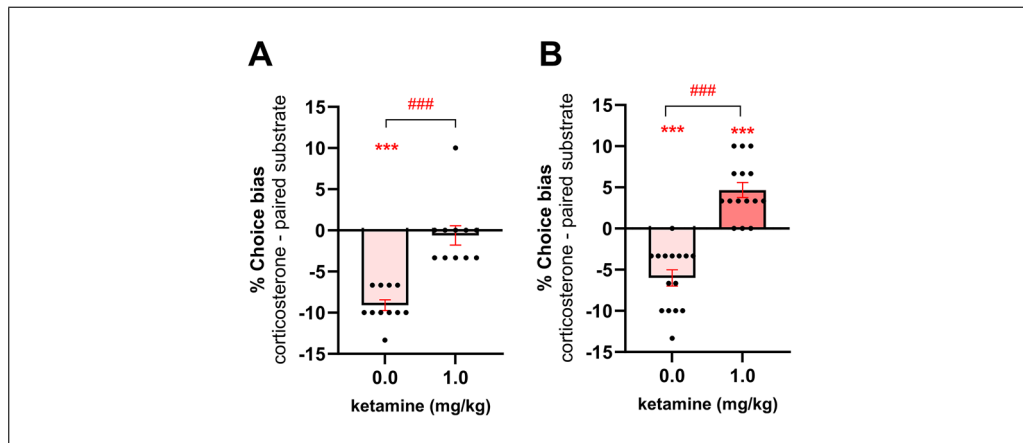 A
% Choice bias
corticosterone - paired substrate
15
10
5
0
-5
-10
-15
###
***
0.0
1.0
ketamine (mg/kg)
B
% Choice bias
corticosterone - paired substrate
15
10
5
0
-5
-10
-15
###
*** ***
0.0
1.0
ketamine (mg/kg)